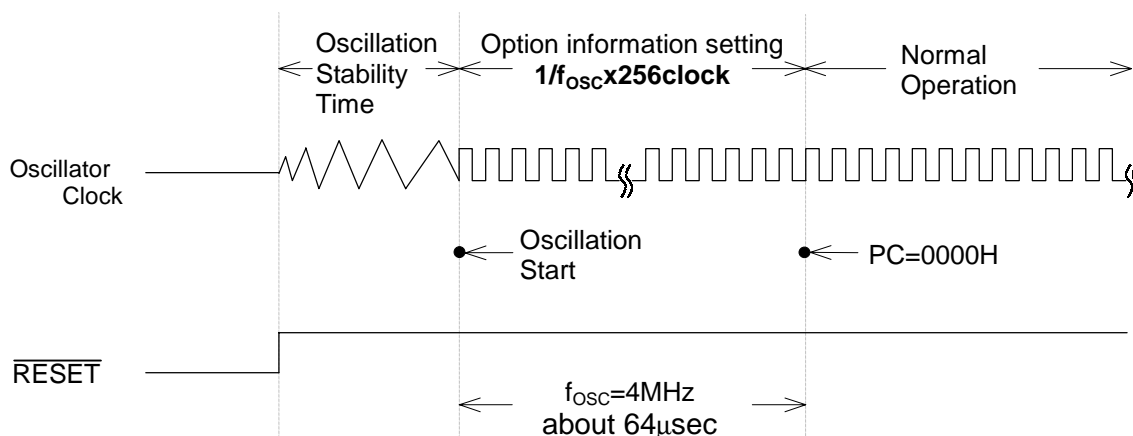 Oscillation
Stability
Time
Option information setting
1/fOSCx256clock
Normal
Operation
Oscillator
Clock
Oscillation
Start
PC=0000H
RESET
fOSC=4MHz
about 64μsec